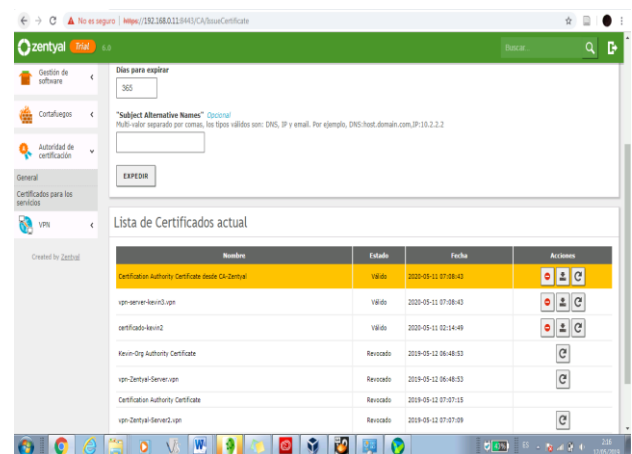 No es seguro | https://192.168.0.11:8443/CA/IssueCertificate
zentyal Trial 6.0 Buscar...
Gestión de software
Cortafuegos
Autoridad de certificación
General
Certificados para los servicios
VPN
Created by Zentyal
Días para expirar
365
"Subject Alternative Names" Opcional
Multi-valor separado por comas, los tipos válidos son: DNS, IP y email. Por ejemplo, DNS:host.domain.com,IP:10.2.2.2
EXPEDIR
Lista de Certificados actual
Nombre Estado Fecha Acciones
Certification Authority Certificate desde CA-Zentyal Válido 2020-05-11 07:08:43
vpn-server-kevin3.vpn Válido 2020-05-11 07:08:43
certificado-kevin2 Válido 2020-05-11 02:14:49
Kevin-Org Authority Certificate Revocado 2019-05-12 06:48:53
vpn-Zentyal-Server.vpn Revocado 2019-05-12 06:48:53
Certification Authority Certificate Revocado 2019-05-12 07:07:15
vpn-Zentyal-Server2.vpn Revocado 2019-05-12 07:07:09
ES
2:16
12/05/2019